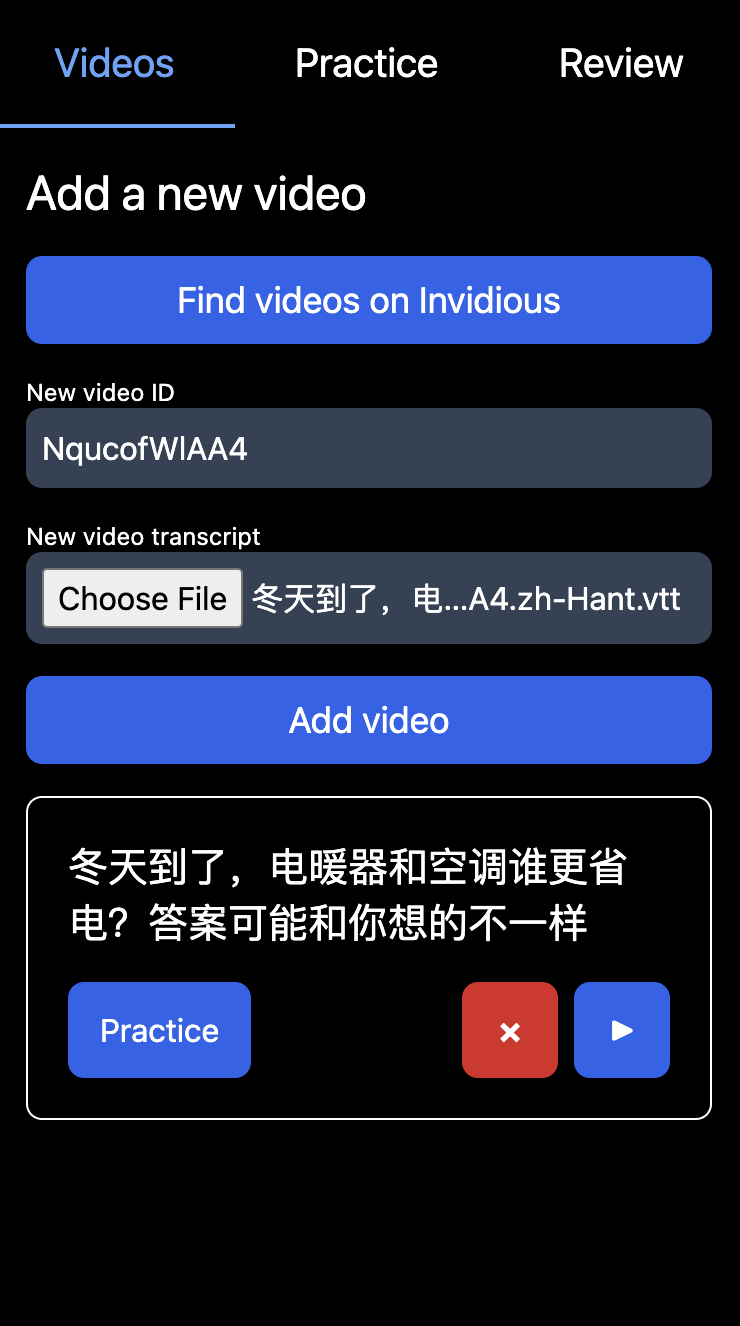 Videos Practice Review
Add a new video
Find videos on Invidious
New video ID
NqucofWlAA4
New video transcript
Choose File 冬天到了，电...A4.zh-Hant.vtt
Add video
冬天到了，电暖器和空调谁更省
电？答案可能和你想的不一样
Practice